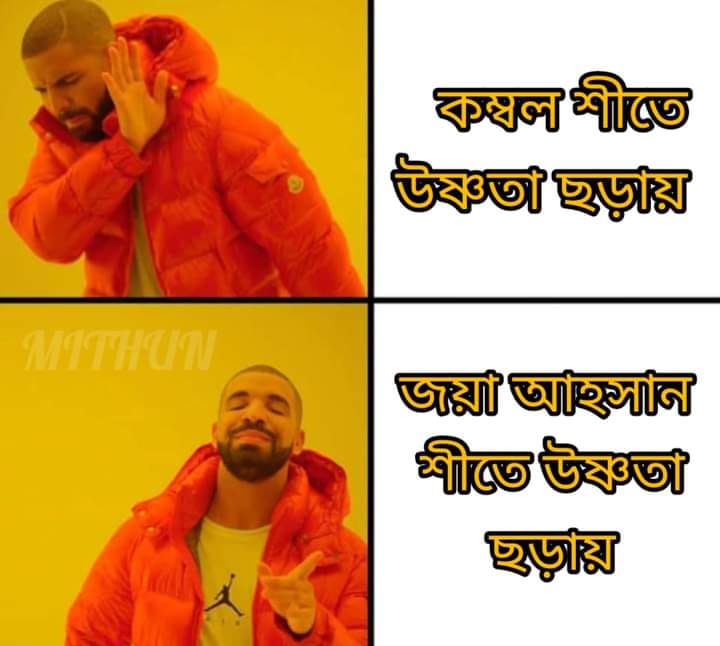 কম্বল শীতে
উষ্ণতা ছড়ায়
MITHUN
জয়া আহসান
শীতে উষ্ণতা
ছড়ায়